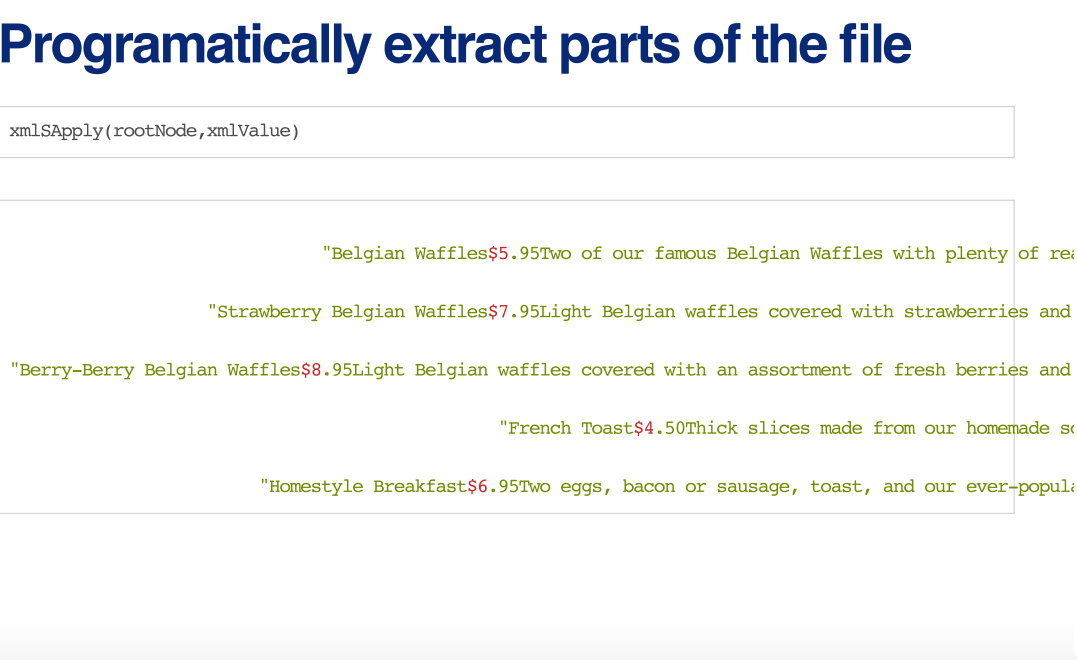 Programatically extract parts of the file
xmlSApply(rootNode,xmlValue)
"Belgian Waffles$5.95Two of our famous Belgian Waffles with plenty of
"Strawberry Belgian Waffles$7.95Light Belgian waffles covered with strawberries and
"Berry-Berry Belgian Waffles$8.95Light Belgian waffles covered with an assortment of fresh berries and
"French Toast$4.50Thick slices made from our homemade
"Homestyle Breakfast$6.95Two eggs, bacon or sausage, toast, and our